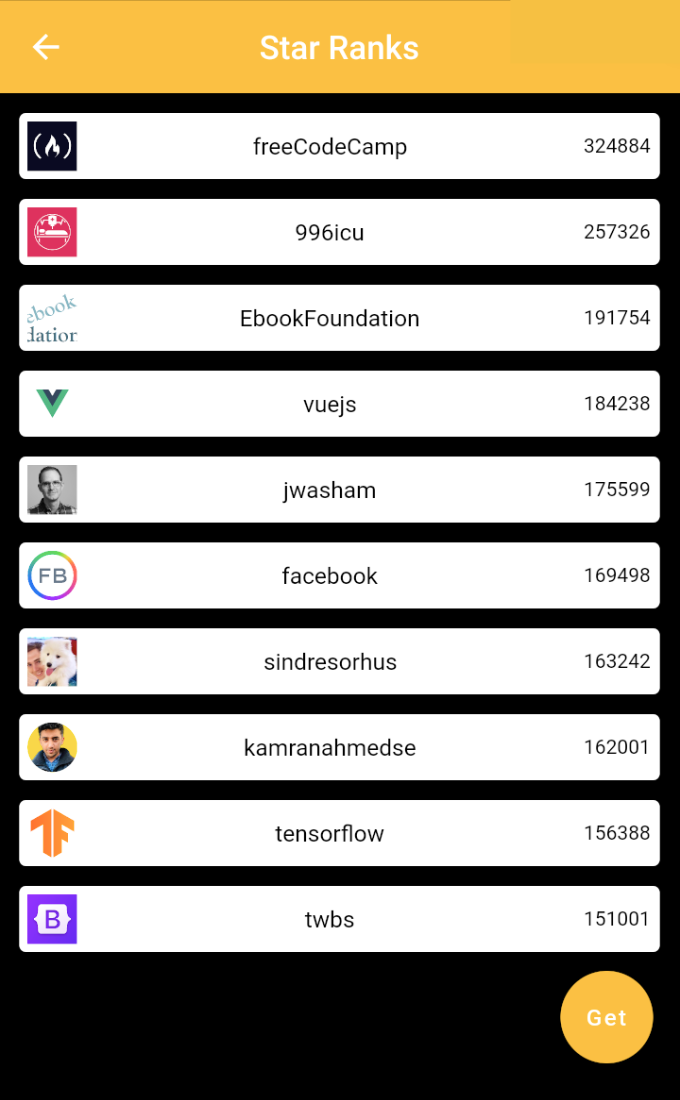 Star Ranks
freeCodeCamp 324884
996icu 257326
ebook
dation
EbookFoundation 191754
vuejs 184238
jwasham 175599
FB
facebook 169498
sindresorhus 163242
kamranahmedse 162001
tensorflow 156388
B
twbs 151001
Get